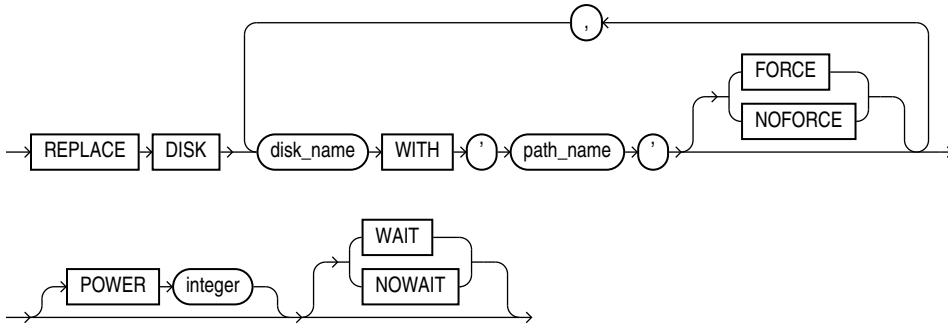 ,
FORCE
NOFORCE
REPLACE DISK disk_name WITH ' path_name '
WAIT
POWER integer
NOWAIT